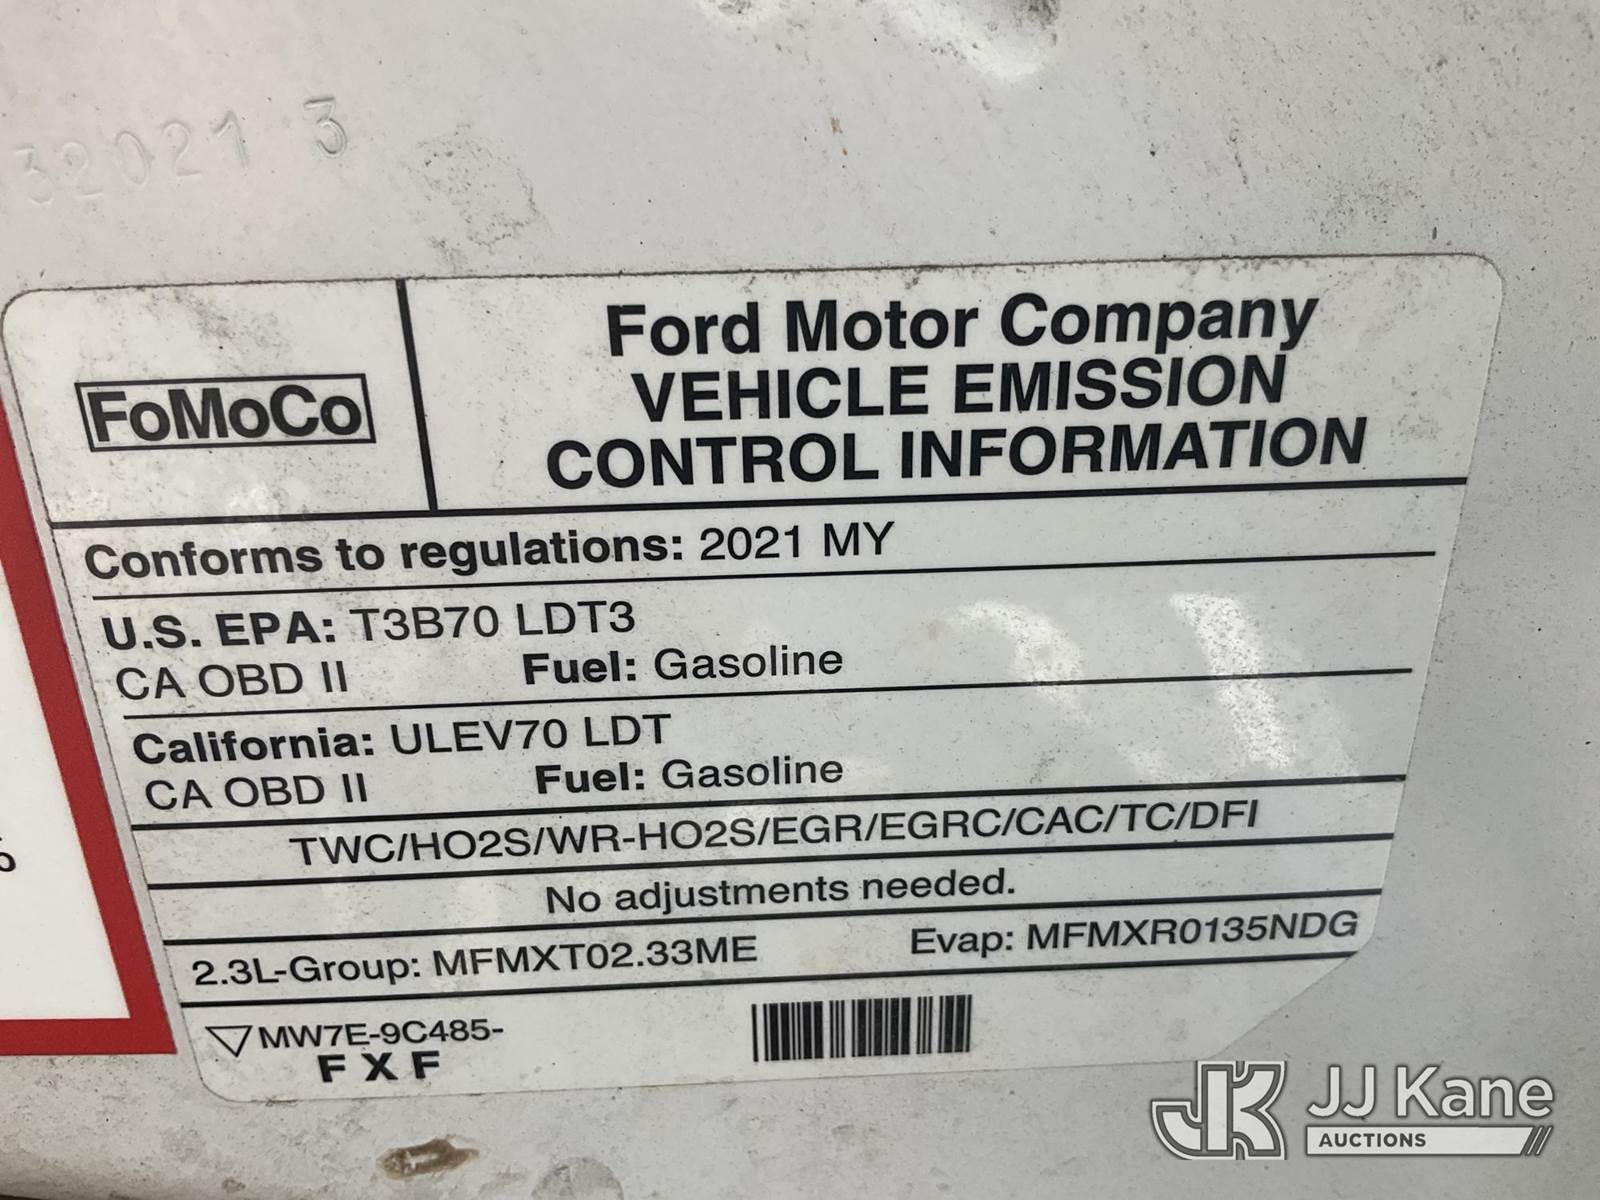 32021 3
FoMoCo
Ford Motor Company
VEHICLE EMISSION
CONTROL INFORMATION
Conforms to regulations: 2021 MY
U.S. EPA: T3B70 LDT3
CA OBD II Fuel: Gasoline
California: ULEV70 LDT
CA OBD II Fuel: Gasoline
TWC/HO2S/WR-HO2S/EGR/EGRC/CAC/TC/DFI
No adjustments needed.
2.3L-Group: MFMXT02.33ME Evap: MFMXR0135NDG
MW7E-9C485-
F X F
JK JJ Kane
AUCTIONS